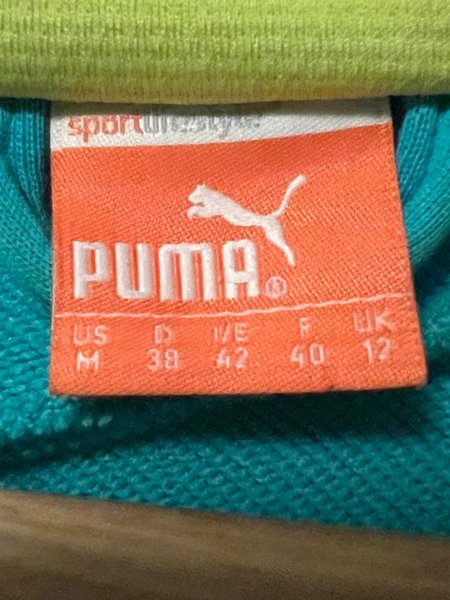 sportlifestyle
PUMA®
US D I/E F UK
M 38 42 40 12